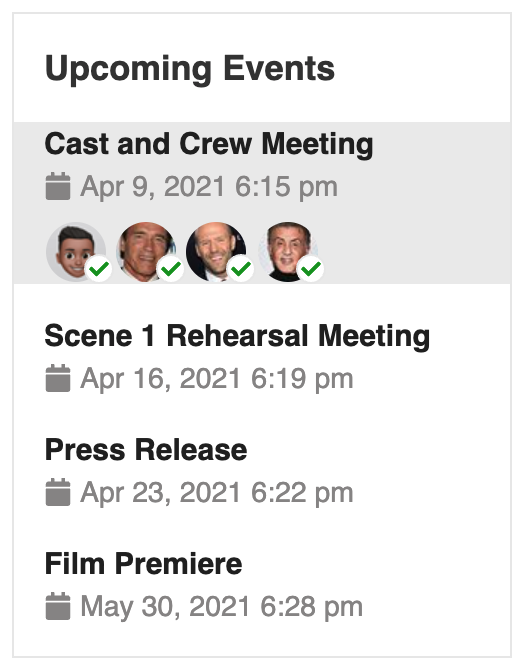 Upcoming Events
Cast and Crew Meeting
Apr 9, 2021 6:15 pm
Scene 1 Rehearsal Meeting
Apr 16, 2021 6:19 pm
Press Release
Apr 23, 2021 6:22 pm
Film Premiere
May 30, 2021 6:28 pm